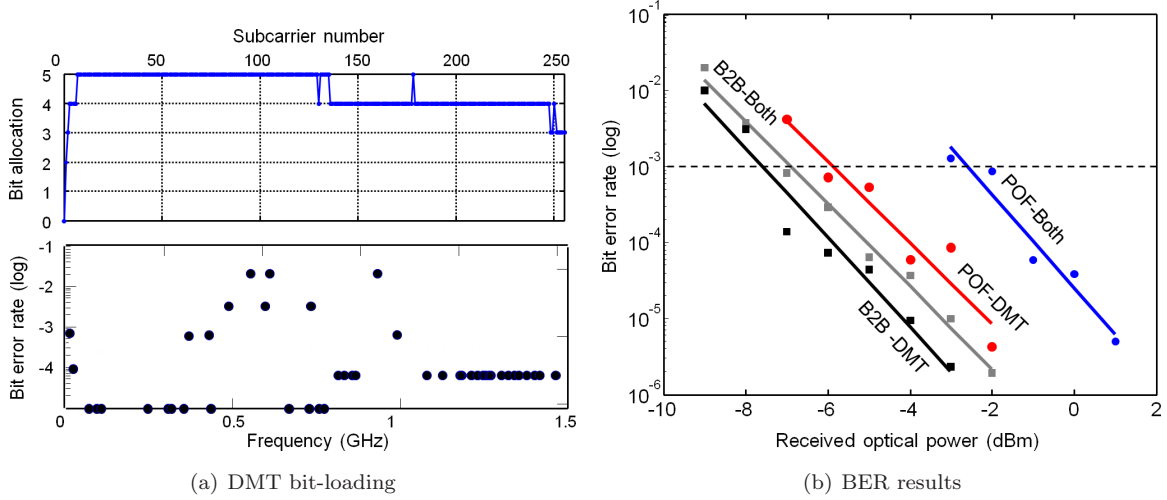 Subcarrier number
0 50 100 150 200 250
5
4
3
2
1
0
Bit allocation
-1
-2
-3
-4
Bit error rate (log)
0 0.5 1 1.5
Frequency (GHz)
(a) DMT bit-loading
10^-1
10^-2
10^-3
10^-4
10^-5
10^-6
Bit error rate (log)
B2B-Both
POF-Both
POF-DMT
B2B -DMT
-10 -8 -6 -4 -2 0 2
Received optical power (dBm)
(b) BER results